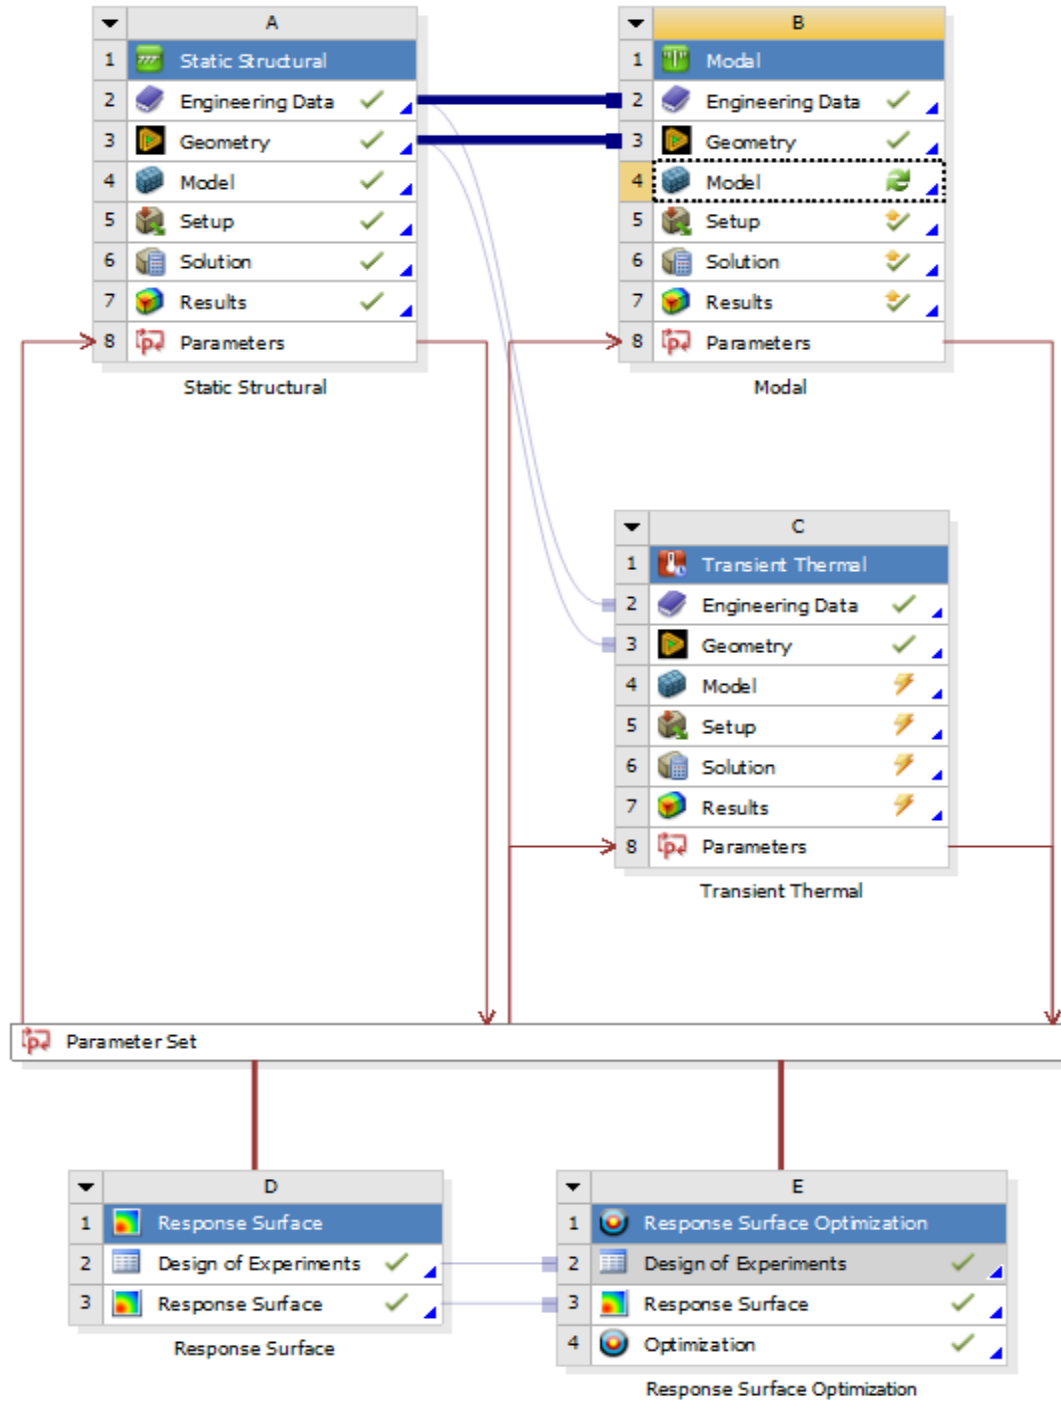 A
1 Static Structural
2 Engineering Data
3 Geometry
4 Model
5 Setup
6 Solution
7 Results
8 Parameters
Static Structural
B
1 Modal
2 Engineering Data
3 Geometry
4 Model
5 Setup
6 Solution
7 Results
8 Parameters
Modal
C
1 Transient Thermal
2 Engineering Data
3 Geometry
4 Model
5 Setup
6 Solution
7 Results
8 Parameters
Transient Thermal
Parameter Set
D
1 Response Surface
2 Design of Experiments
3 Response Surface
Response Surface
E
1 Response Surface Optimization
2 Design of Experiments
3 Response Surface
4 Optimization
Response Surface Optimization